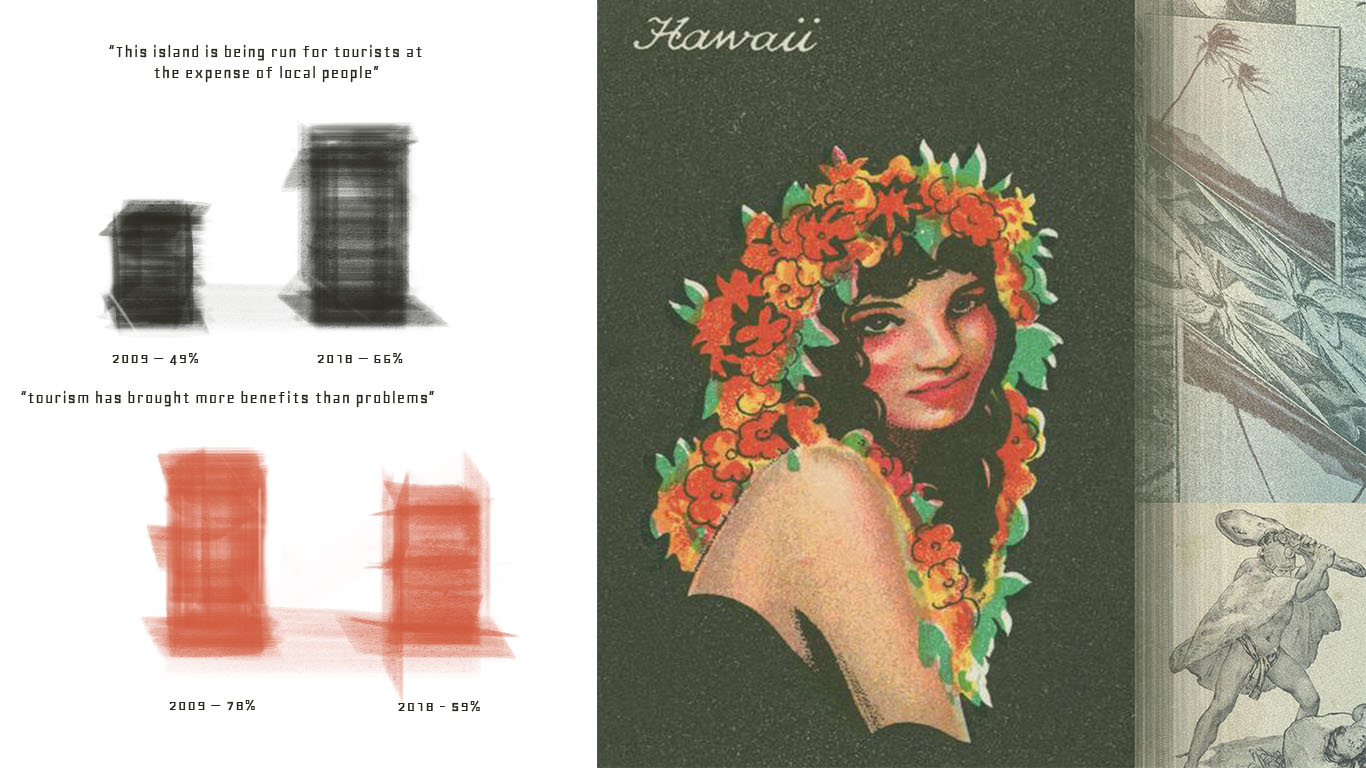 "This island is being run for tourists at
the expense of local people"
2009 — 49%
2018 — 66%
"tourism has brought more benefits than problems"
2009 — 78%
2018 - 59%
Hawaii